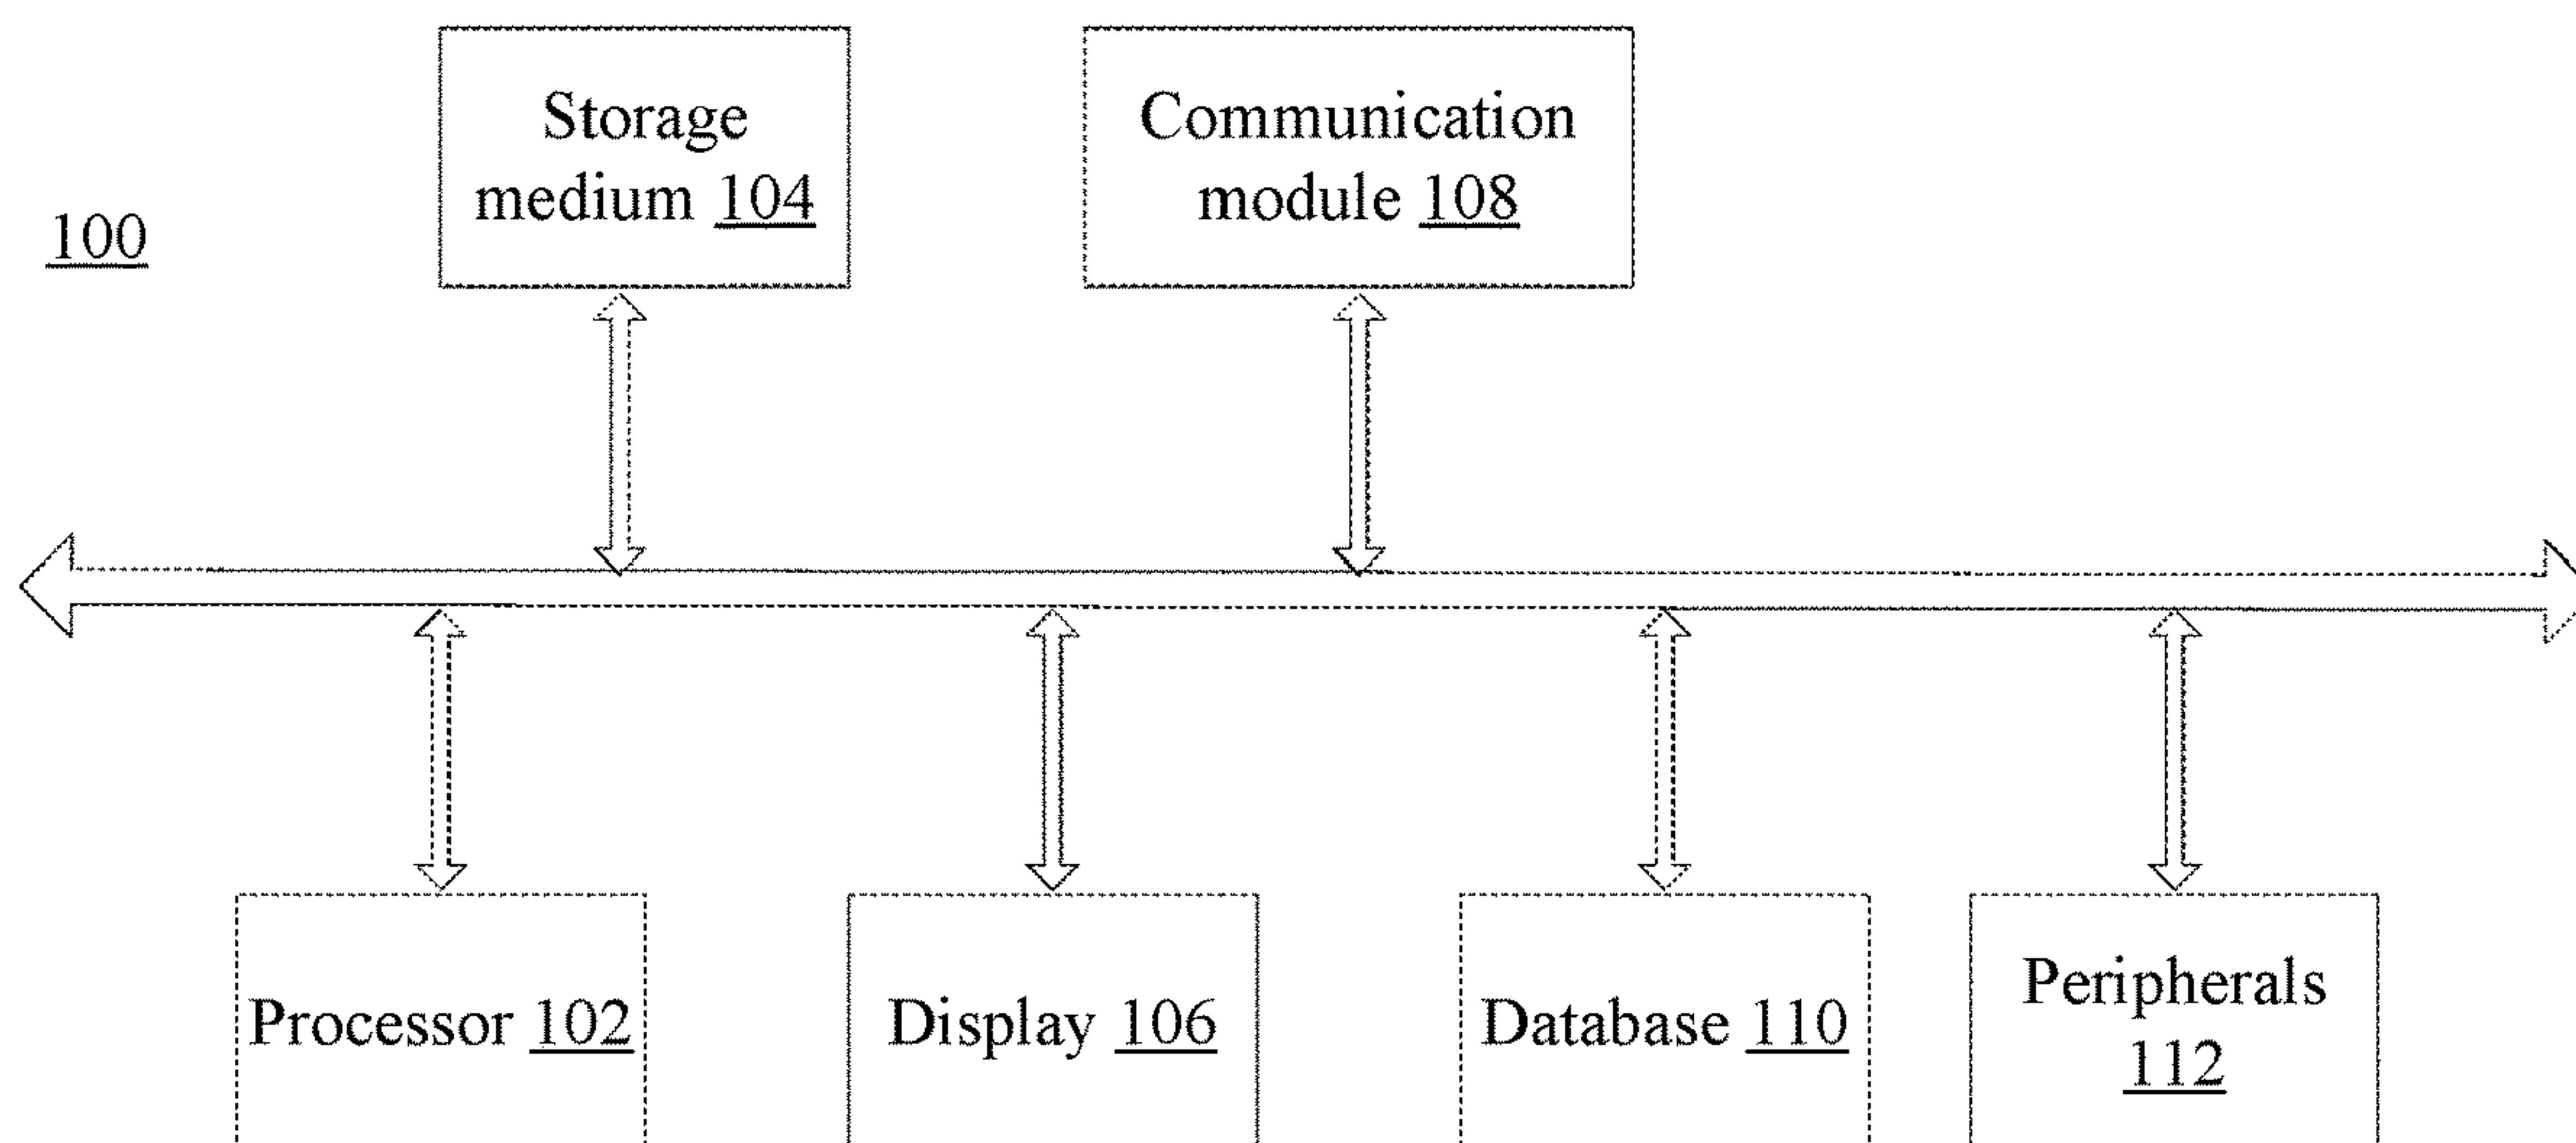 Storage
medium 104
Communication
module 108
100
Processor 102
Display 106
Database 110
Peripherals
112